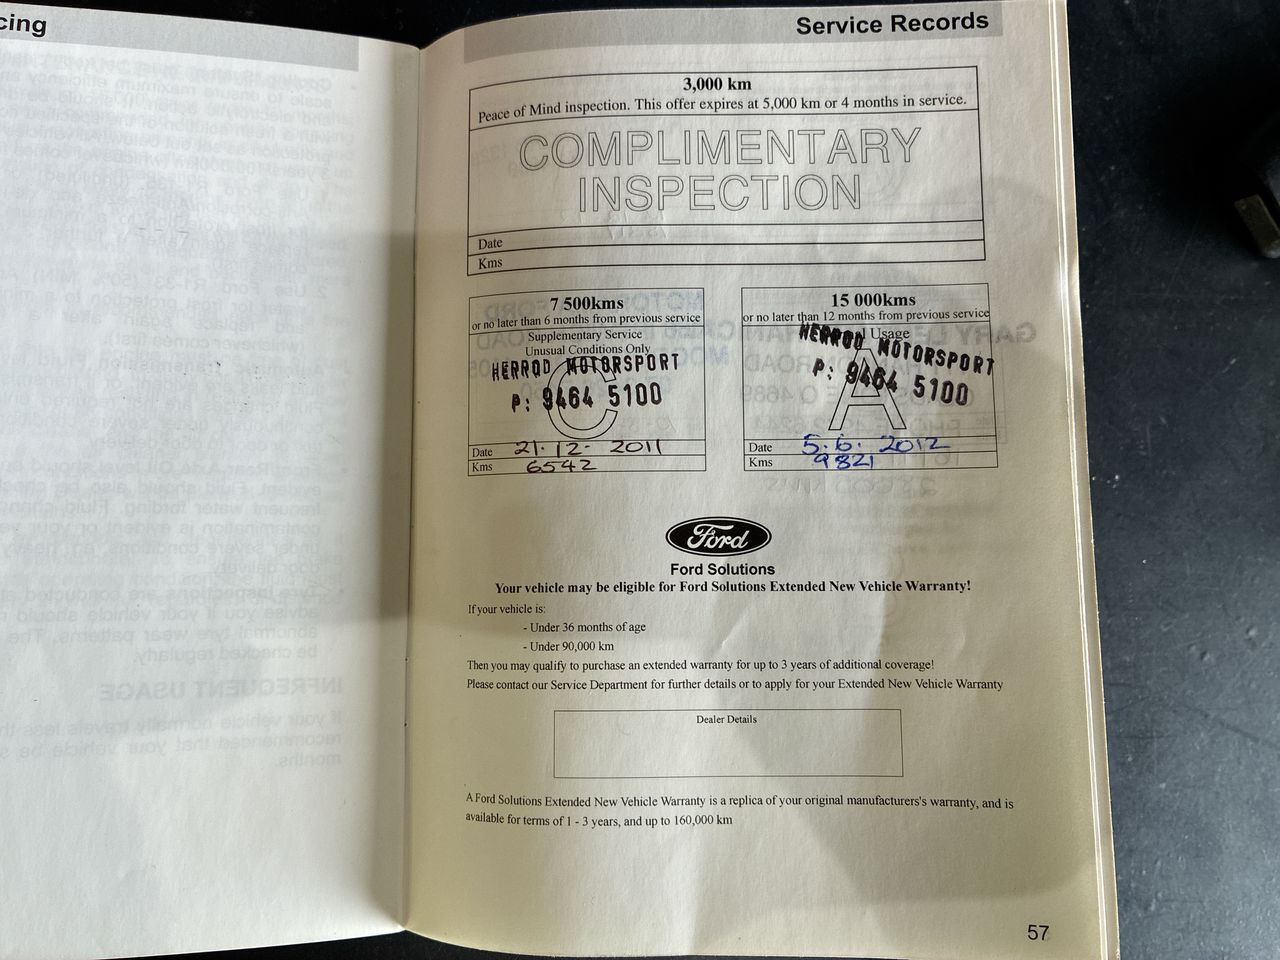 cing
Service Records
3,000 km
Peace of Mind inspection. This offer expires at 5,000 km or 4 months in service.
COMPLIMENTARY
INSPECTION
Date
Kms
7 500kms
or no later than 6 months from previous service
Supplementary Service
Unusual Conditions Only
C
HERROD MOTORSPORT
P: 9464 5100
Date 21.12.2011
Kms 6542
15 000kms
or no later than 12 months from previous service
Usage
A
HERROD MOTORSPORT
P: 9464 5100
Date 5.6.2012
Kms 9821
Ford
Ford Solutions
Your vehicle may be eligible for Ford Solutions Extended New Vehicle Warranty!
If your vehicle is:
- Under 36 months of age
- Under 90,000 km
Then you may qualify to purchase an extended warranty for up to 3 years of additional coverage!
Please contact our Service Department for further details or to apply for your Extended New Vehicle Warranty
Dealer Details
A Ford Solutions Extended New Vehicle Warranty is a replica of your original manufacturers's warranty, and is
available for terms of 1 - 3 years, and up to 160,000 km
57